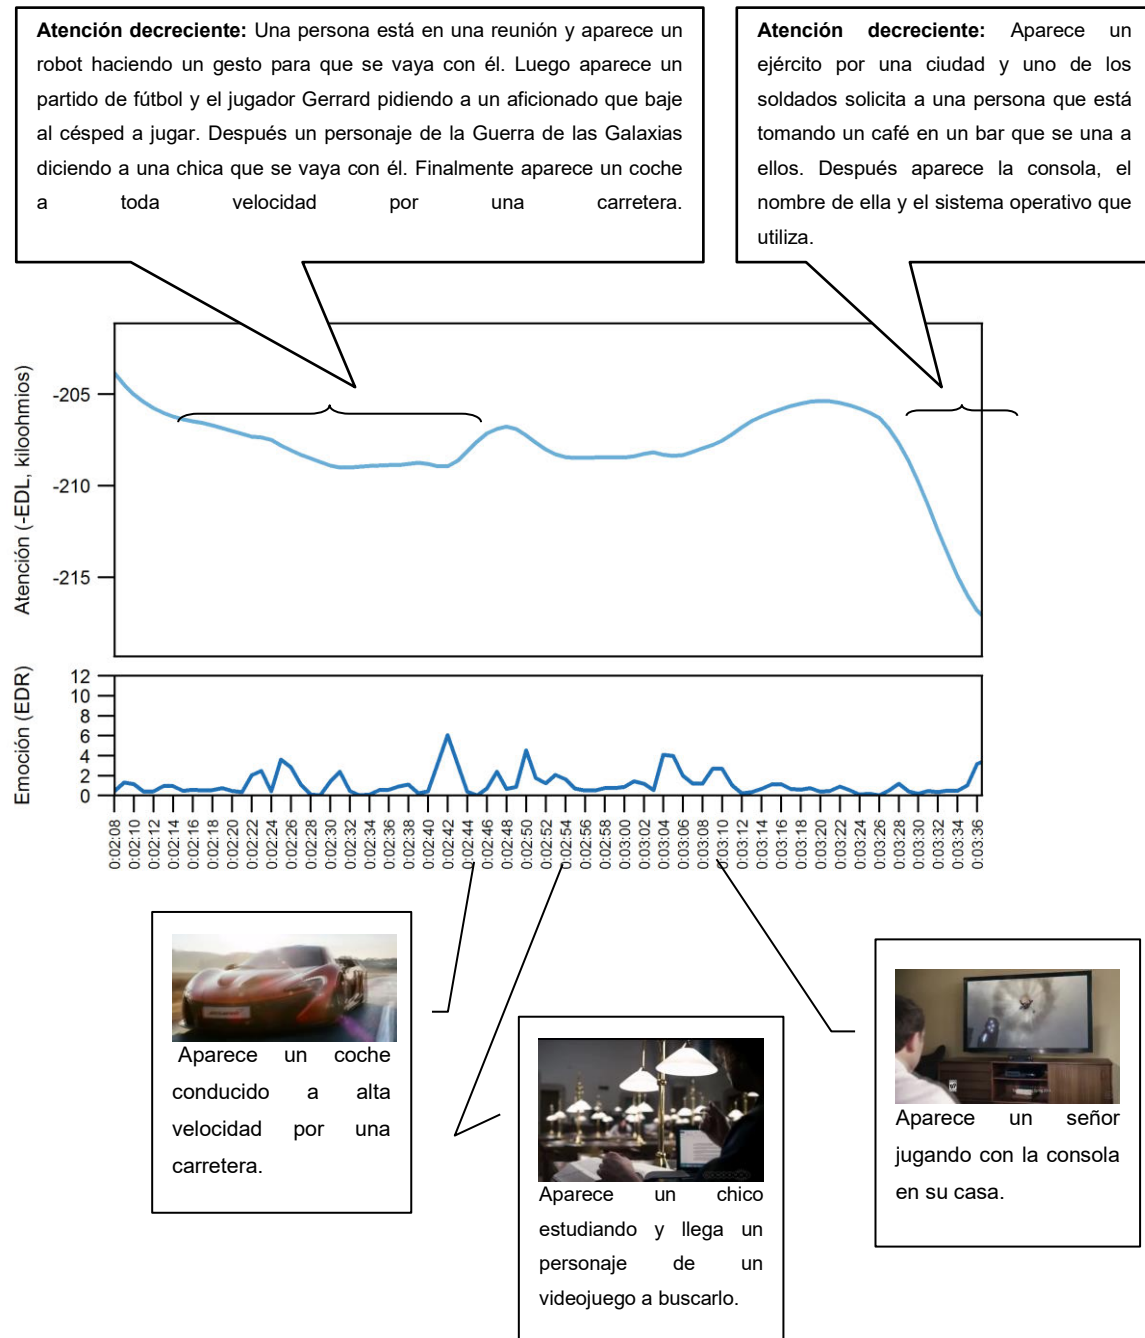 Atención decreciente: Una persona está en una reunión y aparece un
robot haciendo un gesto para que se vaya con él. Luego aparece un
partido de fútbol y el jugador Gerrard pidiendo a un aficionado que baje
al césped a jugar. Después un personaje de la Guerra de las Galaxias
diciendo a una chica que se vaya con él. Finalmente aparece un coche
a toda velocidad por una carretera.
Atención decreciente: Aparece un
ejército por una ciudad y uno de los
soldados solicita a una persona que está
tomando un café en un bar que se una a
ellos. Después aparece la consola, el
nombre de ella y el sistema operativo que
utiliza.
Atención (-EDL, kiloohmios)
-205
-210
-215
Emoción (EDR)
12
10
8
6
4
2
0
0:02:08
0:02:10
0:02:12
0:02:14
0:02:16
0:02:18
0:02:20
0:02:22
0:02:24
0:02:26
0:02:28
0:02:30
0:02:32
0:02:34
0:02:36
0:02:38
0:02:40
0:02:42
0:02:44
0:02:46
0:02:48
0:02:50
0:02:52
0:02:54
0:02:56
0:02:58
0:03:00
0:03:02
0:03:04
0:03:06
0:03:08
0:03:10
0:03:12
0:03:14
0:03:16
0:03:18
0:03:20
0:03:22
0:03:24
0:03:26
0:03:28
0:03:30
0:03:32
0:03:34
0:03:36
Aparece un coche
conducido a alta
velocidad por una
carretera.
Aparece un chico
estudiando y llega un
personaje de un
videojuego a buscarlo.
Aparece un señor
jugando con la consola
en su casa.